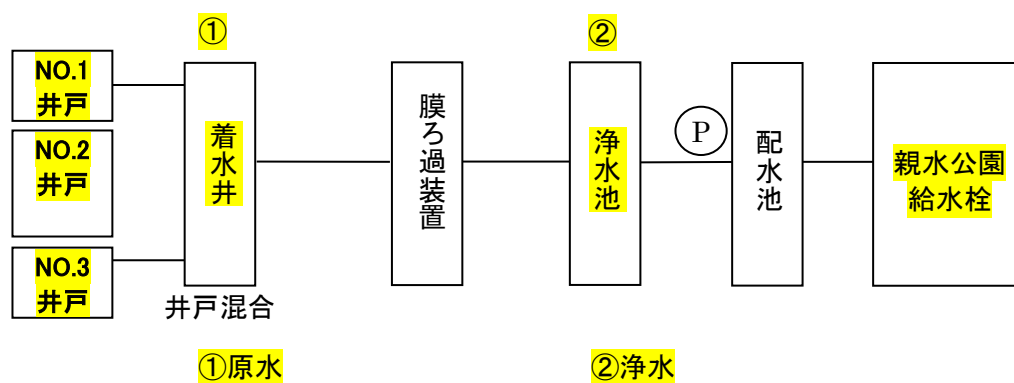 ①
②
NO.1
井戸
NO.2
井戸
NO.3
井戸
着水井
井戸混合
膜ろ過装置
浄水池
P
配水池
親水公園
給水栓
①原水
②浄水